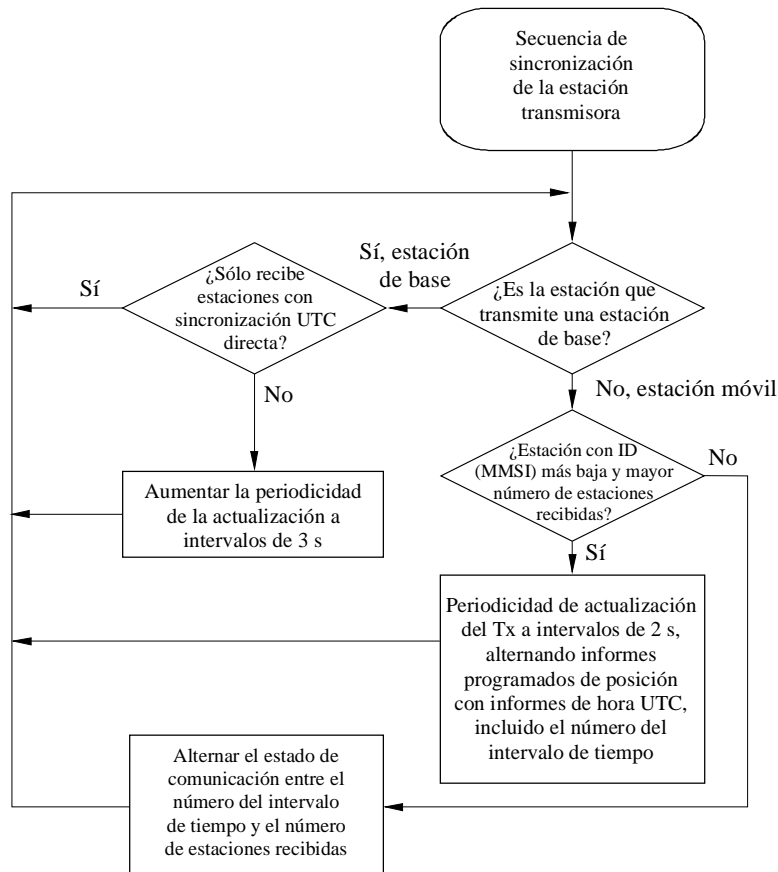 Secuencia de
sincronización
de la estación
transmisora
Sí, estación
de base
¿Es la estación que
transmite una estación
de base?
¿Sólo recibe
estaciones con
sincronización UTC
directa?
Sí
No
No, estación móvil
Aumentar la periodicidad
de la actualización a
intervalos de 3 s
¿Estación con ID
(MMSI) más baja y mayor
número de estaciones
recibidas?
No
Sí
Periodicidad de actualización
del Tx a intervalos de 2 s,
alternando informes
programados de posición
con informes de hora UTC,
incluido el número del
intervalo de tiempo
Alternar el estado de
comunicación entre el
número del intervalo
de tiempo y el número
de estaciones recibidas